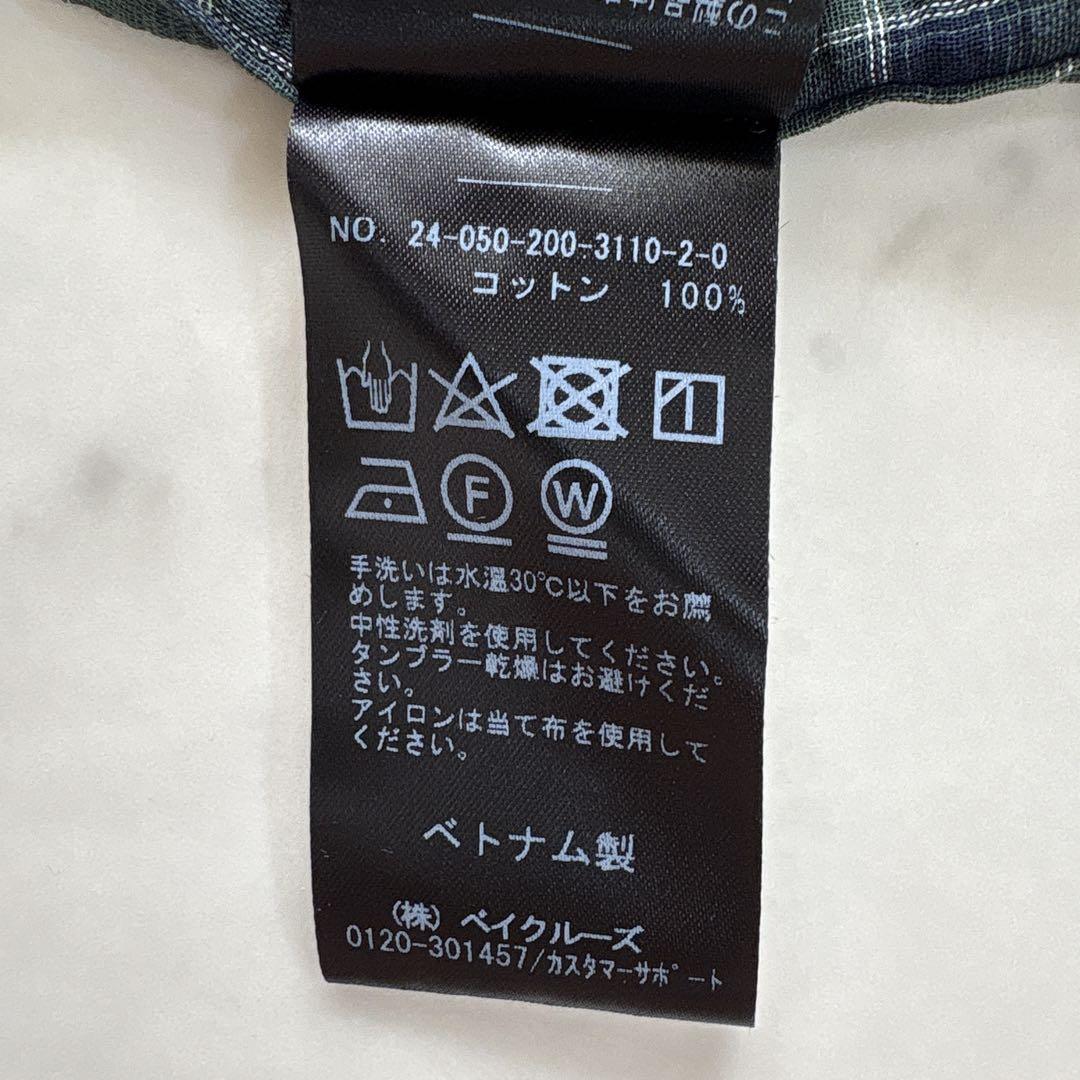 NO. 24-050-200-3110-2-0
コットン 100%
F W
手洗いは水温30℃以下をお薦
めします。
中性洗剤を使用してください。
タンブラー乾燥はお避けくだ
さい。
アイロンは当て布を使用して
ください。
ベトナム製
(株) ベイクルーズ
0120-301457/カスタマーサポート